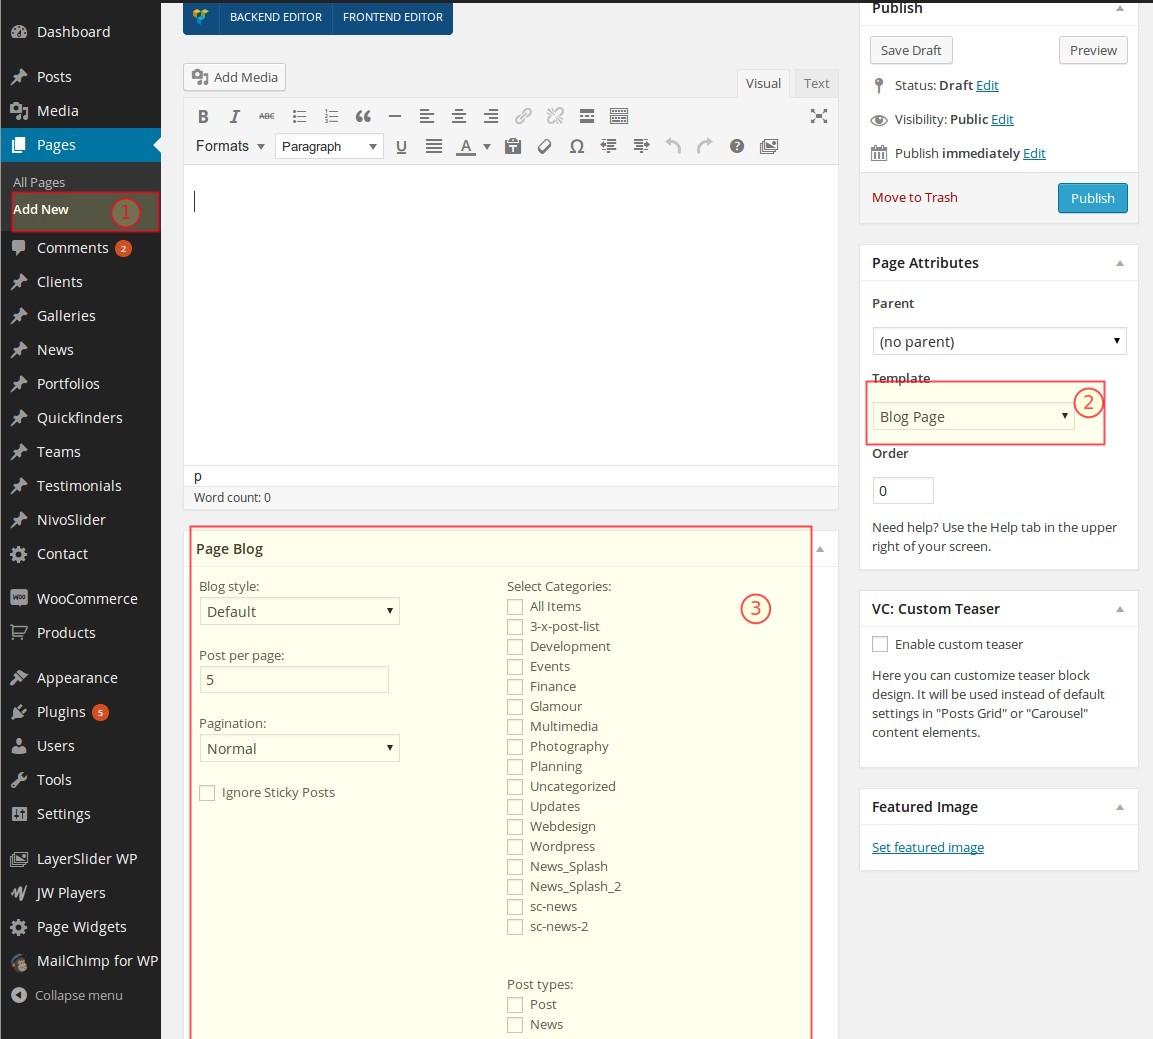 Dashboard
Posts
Media
Pages
All Pages
Add New
1
Comments 2
Clients
Galleries
News
Portfolios
Quickfinders
Teams
Testimonials
NivoSlider
Contact
WooCommerce
Products
Appearance
Plugins 5
Users
Tools
Settings
LayerSlider WP
JW Players
Page Widgets
MailChimp for WP
Collapse menu
BACKEND EDITOR FRONTEND EDITOR
Add Media
Visual Text
B I ABC
Formats Paragraph U A Ω
p
Word count: 0
Page Blog
3
Blog style:
Default
Post per page:
5
Pagination:
Normal
Ignore Sticky Posts
Select Categories:
All Items
3-x-post-list
Development
Events
Finance
Glamour
Multimedia
Photography
Planning
Uncategorized
Updates
Webdesign
Wordpress
News_Splash
News_Splash_2
sc-news
sc-news-2
Post types:
Post
News
Publish
Save Draft Preview
Status: Draft Edit
Visibility: Public Edit
Publish immediately Edit
Move to Trash Publish
Page Attributes
Parent
(no parent)
Template
Blog Page
2
Order
0
Need help? Use the Help tab in the upper
right of your screen.
VC: Custom Teaser
Enable custom teaser
Here you can customize teaser block
design. It will be used instead of default
settings in "Posts Grid" or "Carousel"
content elements.
Featured Image
Set featured image